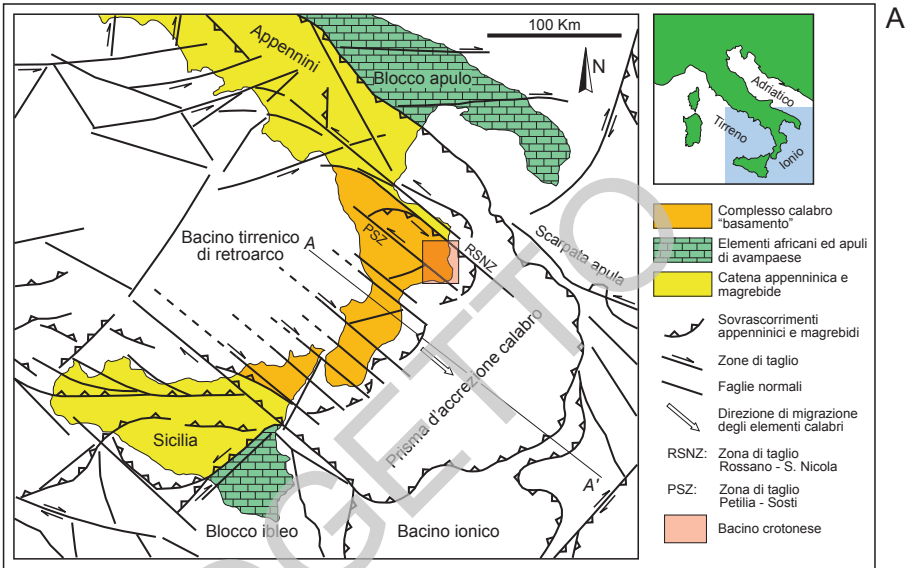 A
100 Km
N
Appennini
Blocco apulo
Adriatico
Tirreno
Ionio
PSZ
RSNZ
Scarpata apula
Bacino tirrenico
di retroarco
A
Prisma d'accrezione calabro
Sicilia
A'
Blocco ibleo
Bacino ionico
Complesso calabro
"basamento"
Elementi africani ed apuli
di avampaese
Catena appenninica e
magrebide
Sovrascorrimenti
appenninici e magrebidi
Zone di taglio
Faglie normali
Direzione di migrazione
degli elementi calabri
RSNZ: Zona di taglio
Rossano - S. Nicola
PSZ: Zona di taglio
Petilia - Sosti
Bacino crotonese
OGETTO